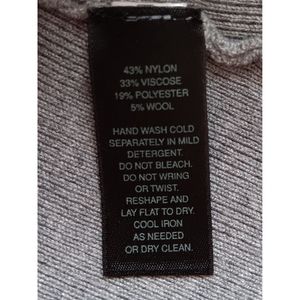 43% NYLON
33% VISCOSE
19% POLYESTER
5% WOOL
HAND WASH COLD
SEPARATELY IN MILD
DETERGENT.
DO NOT BLEACH.
DO NOT WRING
OR TWIST.
RESHAPE AND
LAY FLAT TO DRY.
COOL IRON
AS NEEDED
OR DRY CLEAN.